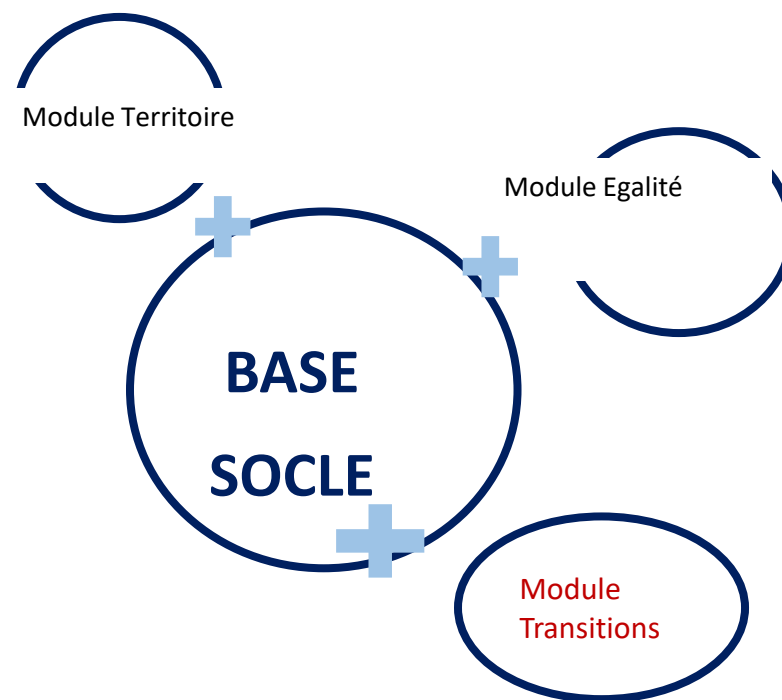 Module Territoire
Module Egalité
BASE
SOCLE
Module
Transitions